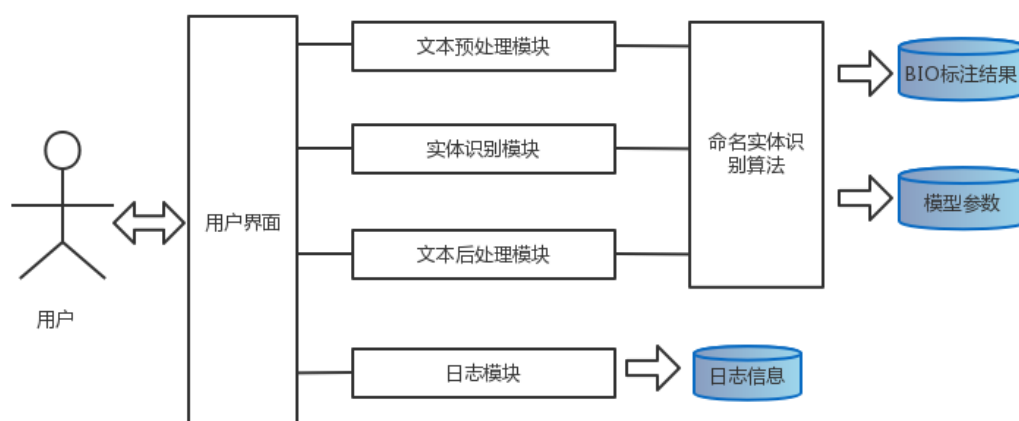 文本预处理模块
BIO标注结果
实体识别模块
命名实体识
别算法
模型参数
用户界面
文本后处理模块
用户
日志模块
日志信息